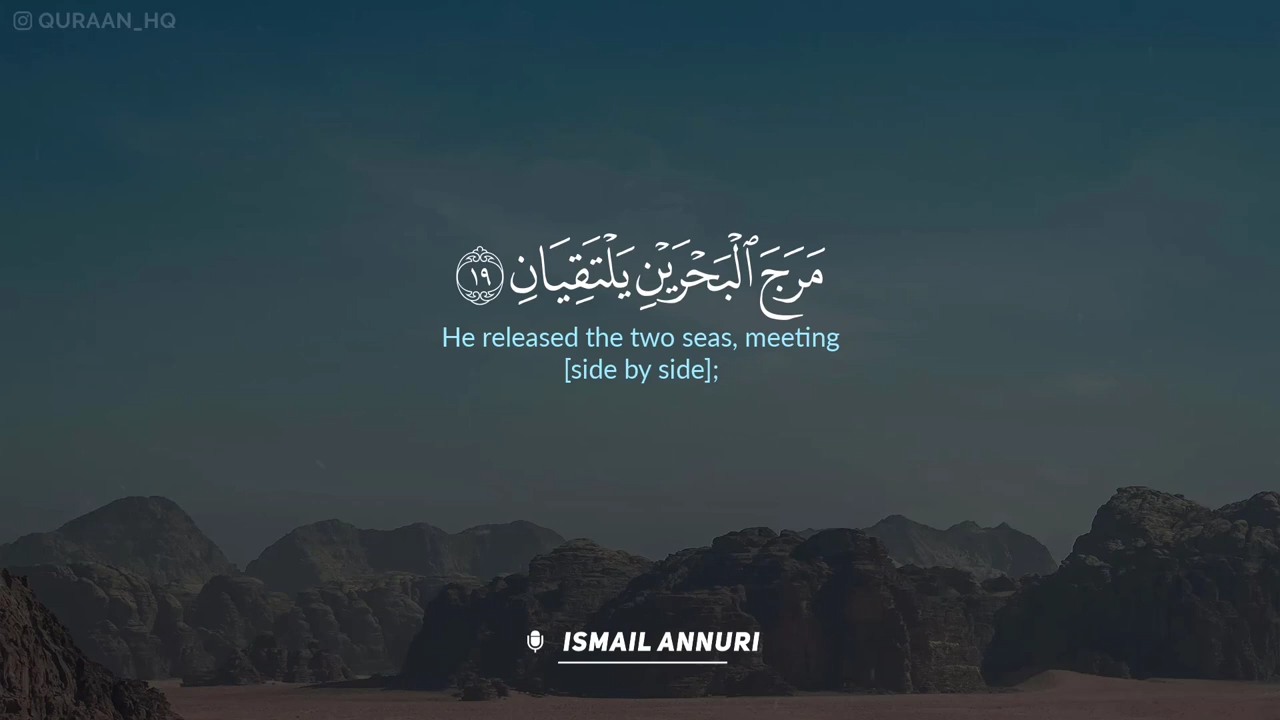 QURAAN_HQ
مَرَجَ ٱلْبَحْرَيْنِ يَلْتَقِيَانِ ١٩
He released the two seas, meeting
[side by side];
ISMAIL ANNURI